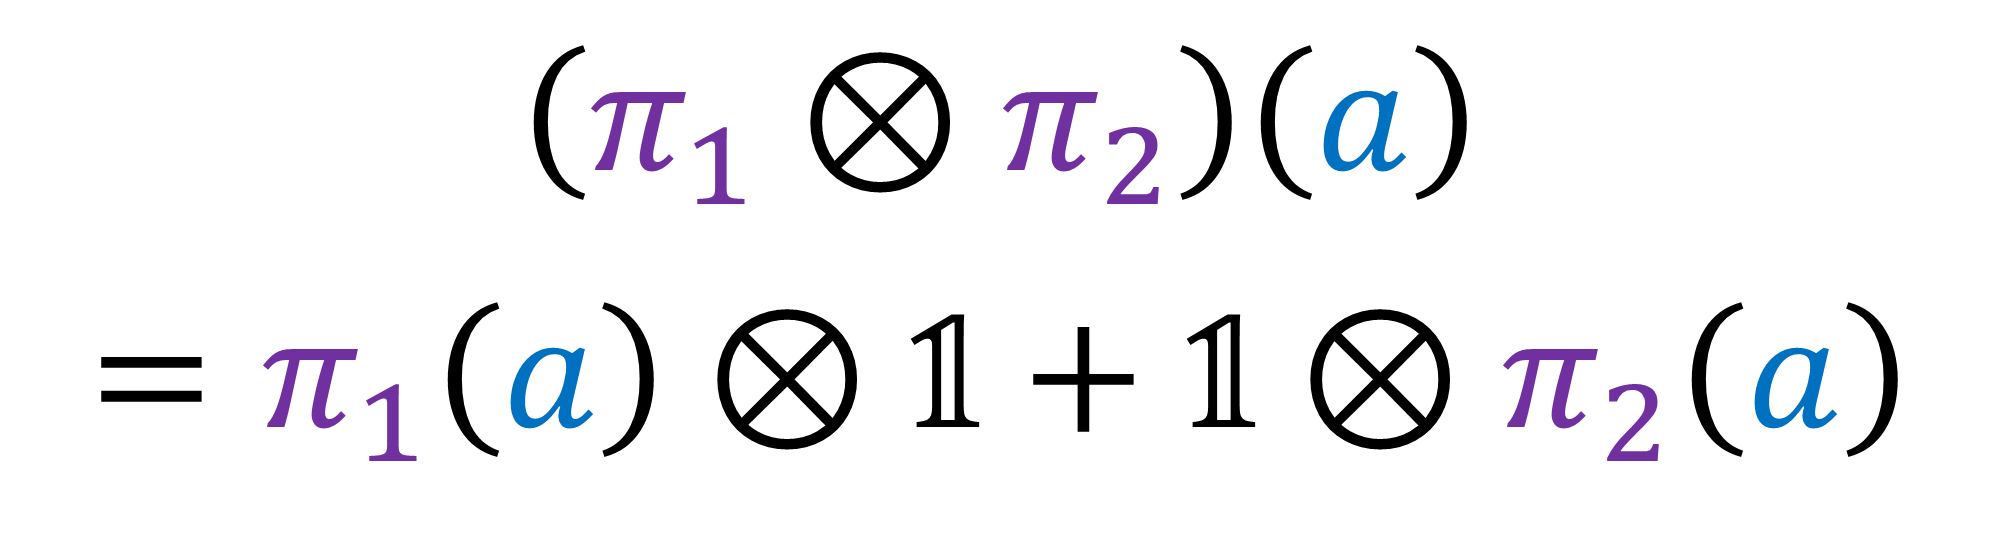 (π₁ ⊗ π₂)(a)
= π₁(a) ⊗ 𝟙 + 𝟙 ⊗ π₂(a)